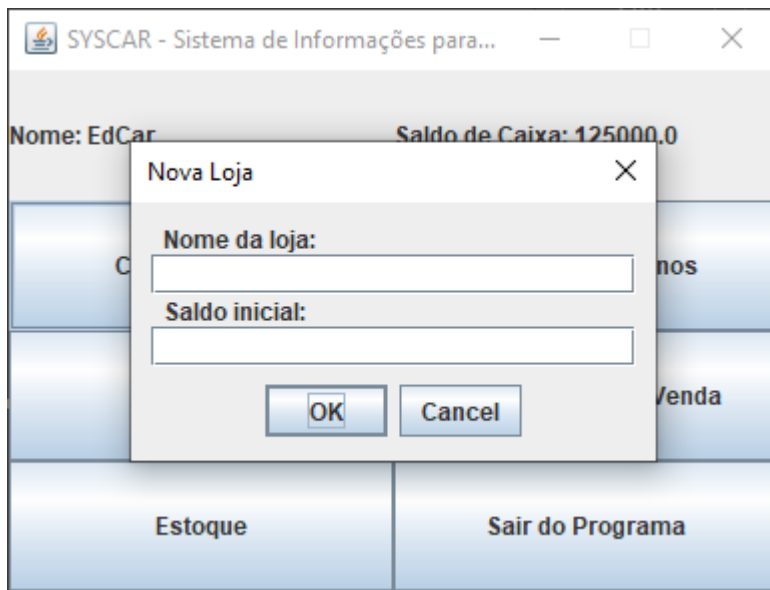 SYSCAR - Sistema de Informações para...
Nome: EdCar
Saldo de Caixa: 125000.0
Nova Loja
Nome da loja:
Saldo inicial:
OK
Cancel
Estoque
Sair do Programa